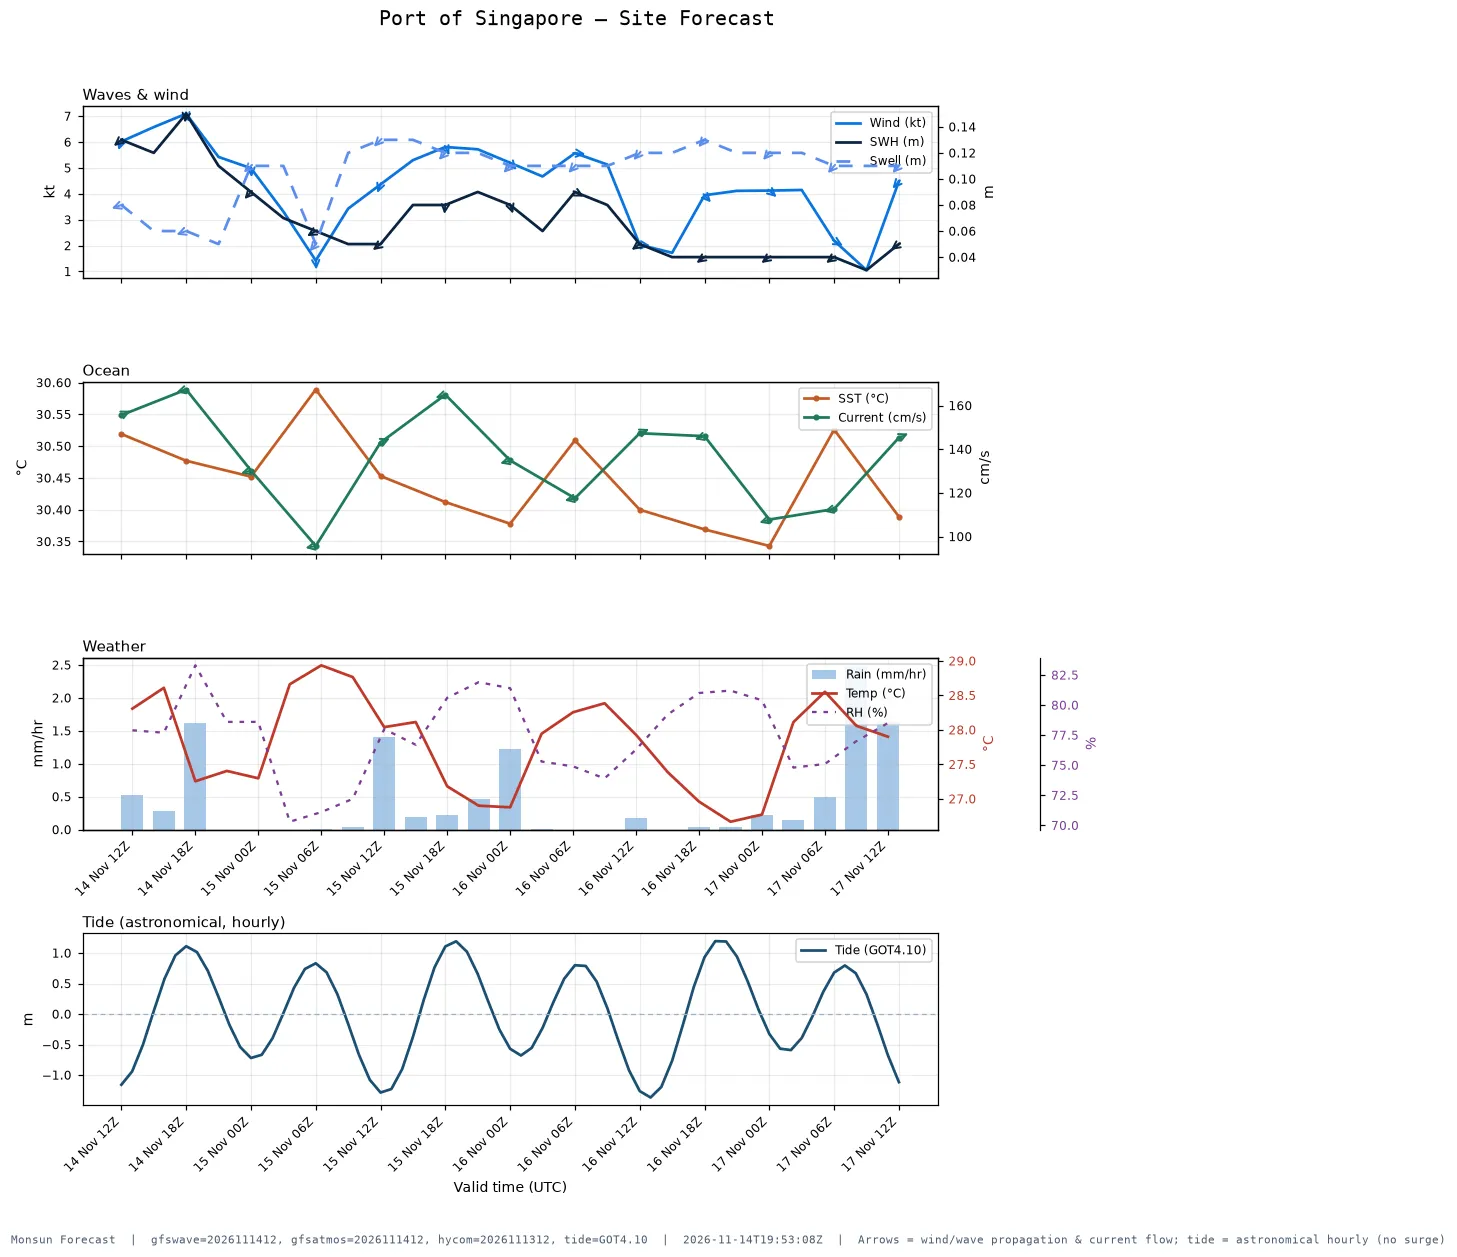 Port of Singapore — Site Forecast
Waves & wind
7
6
5
4
3
2
1
kt
Wind (kt)
SWH (m)
Swell (m)
0.14
0.12
0.10
0.08
0.06
0.04
m
Ocean
30.60
30.55
30.50
30.45
30.40
30.35
°C
SST (°C)
Current (cm/s)
160
140
120
100
cm/s
Weather
2.5
2.0
1.5
1.0
0.5
0.0
mm/hr
Rain (mm/hr)
Temp (°C)
RH (%)
29.0
28.5
28.0
27.5
27.0
°C
82.5
80.0
77.5
75.0
72.5
70.0
%
14 Nov 12Z
14 Nov 18Z
15 Nov 00Z
15 Nov 06Z
15 Nov 12Z
15 Nov 18Z
16 Nov 00Z
16 Nov 06Z
16 Nov 12Z
16 Nov 18Z
17 Nov 00Z
17 Nov 06Z
17 Nov 12Z
Tide (astronomical, hourly)
1.0
0.5
0.0
−0.5
−1.0
m
Tide (GOT4.10)
14 Nov 12Z
14 Nov 18Z
15 Nov 00Z
15 Nov 06Z
15 Nov 12Z
15 Nov 18Z
16 Nov 00Z
16 Nov 06Z
16 Nov 12Z
16 Nov 18Z
17 Nov 00Z
17 Nov 06Z
17 Nov 12Z
Valid time (UTC)
Monsun Forecast | gfswave=2026111412, gfsatmos=2026111412, hycom=2026111312, tide=GOT4.10 | 2026-11-14T19:53:08Z | Arrows = wind/wave propagation & current flow; tide = astronomical hourly (no surge)